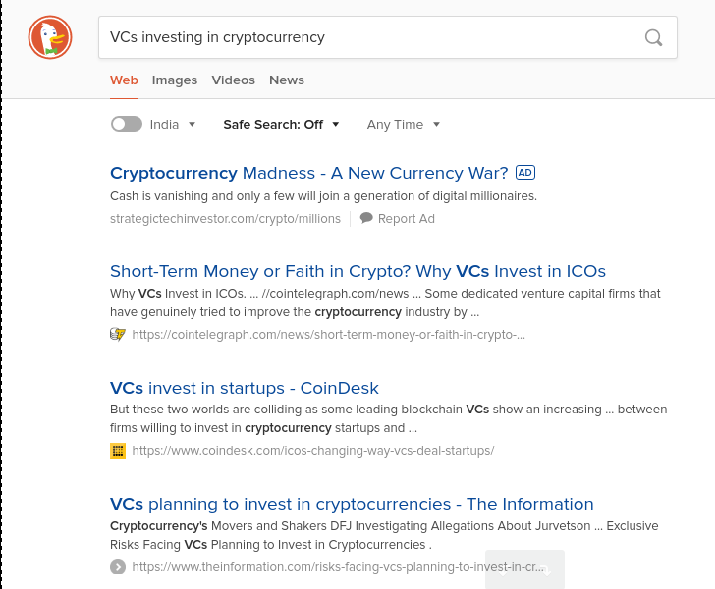 VCs investing in cryptocurrency
Web Images Videos News
India Safe Search: Off Any Time
Cryptocurrency Madness - A New Currency War? AD
Cash is vanishing and only a few will join a generation of digital millionaires.
strategictechinvestor.com/crypto/millions Report Ad
Short-Term Money or Faith in Crypto? Why VCs Invest in ICOs
Why VCs Invest in ICOs. ... //cointelegraph.com/news ... Some dedicated venture capital firms that
have genuinely tried to improve the cryptocurrency industry by ...
https://cointelegraph.com/news/short-term-money-or-faith-in-crypto-...
VCs invest in startups - CoinDesk
But these two worlds are colliding as some leading blockchain VCs show an increasing ... between
firms willing to invest in cryptocurrency startups and . .
https://www.coindesk.com/icos-changing-way-vcs-deal-startups/
VCs planning to invest in cryptocurrencies - The Information
Cryptocurrency's Movers and Shakers DFJ Investigating Allegations About Jurvetson ... Exclusive
Risks Facing VCs Planning to Invest in Cryptocurrencies .
https://www.theinformation.com/risks-facing-vcs-planning-to-invest-in-cr...